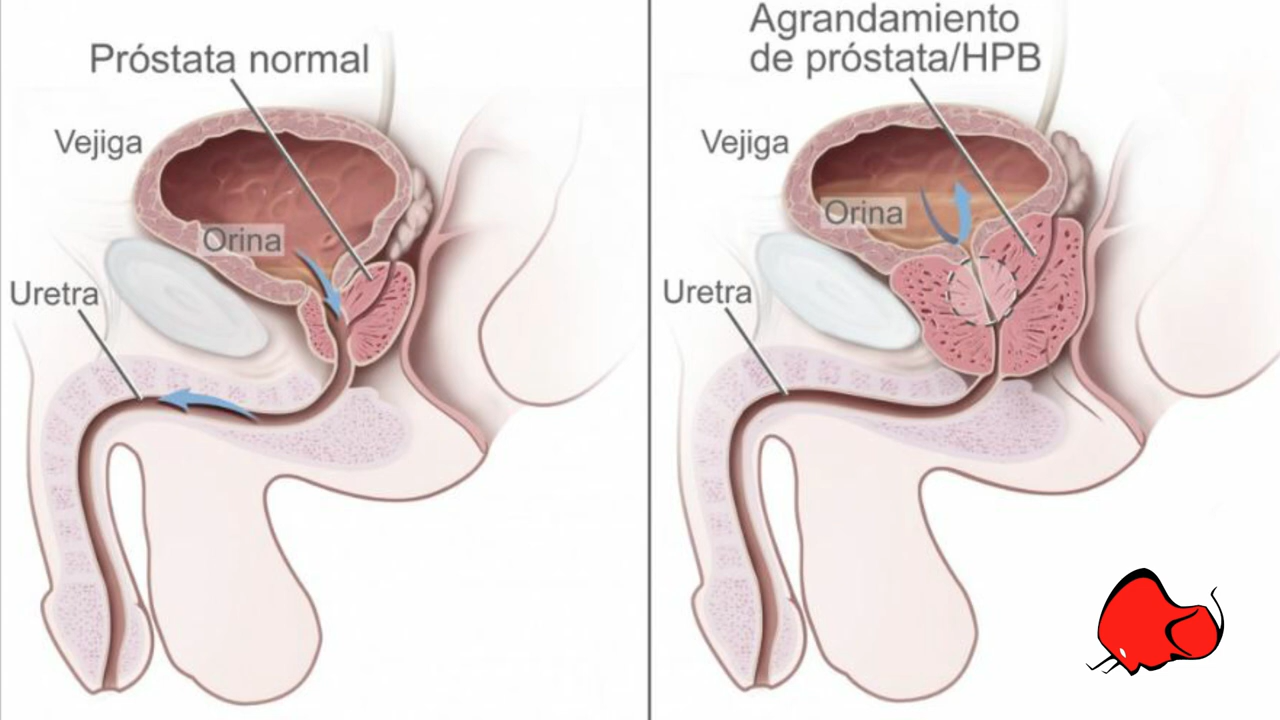 Próstata normal
Vejiga
Orina
Uretra
Agrandamiento
de próstata/HPB
Vejiga
Orina
Uretra